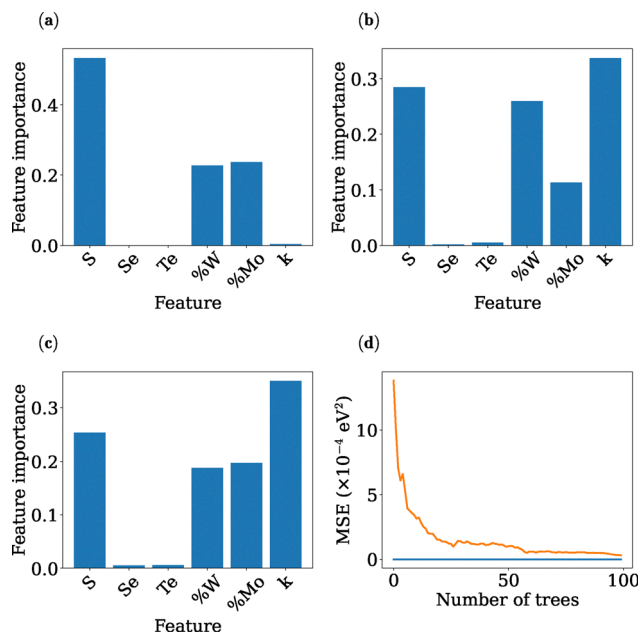 (a)
Feature importance
0.4
0.2
0.0
S
Se
Te
%W
%Mo
k
Feature
(b)
Feature importance
0.3
0.2
0.1
0.0
S
Se
Te
%W
%Mo
k
Feature
(c)
Feature importance
0.3
0.2
0.1
0.0
S
Se
Te
%W
%Mo
k
Feature
(d)
MSE (×10⁻⁴ eV²)
10
5
0
0
50
100
Number of trees